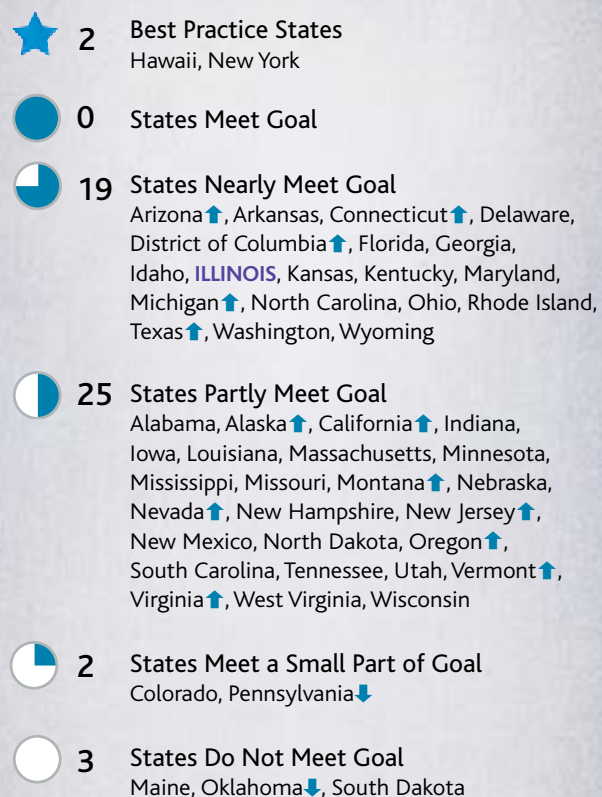 2 Best Practice States
Hawaii, New York
0 States Meet Goal
19 States Nearly Meet Goal
Arizona⬆, Arkansas, Connecticut⬆, Delaware,
District of Columbia⬆, Florida, Georgia,
Idaho, ILLINOIS, Kansas, Kentucky, Maryland,
Michigan⬆, North Carolina, Ohio, Rhode Island,
Texas⬆, Washington, Wyoming
25 States Partly Meet Goal
Alabama, Alaska⬆, California⬆, Indiana,
Iowa, Louisiana, Massachusetts, Minnesota,
Mississippi, Missouri, Montana⬆, Nebraska,
Nevada⬆, New Hampshire, New Jersey⬆,
New Mexico, North Dakota, Oregon⬆,
South Carolina, Tennessee, Utah, Vermont⬆,
Virginia⬆, West Virginia, Wisconsin
2 States Meet a Small Part of Goal
Colorado, Pennsylvania⬇
3 States Do Not Meet Goal
Maine, Oklahoma⬇, South Dakota